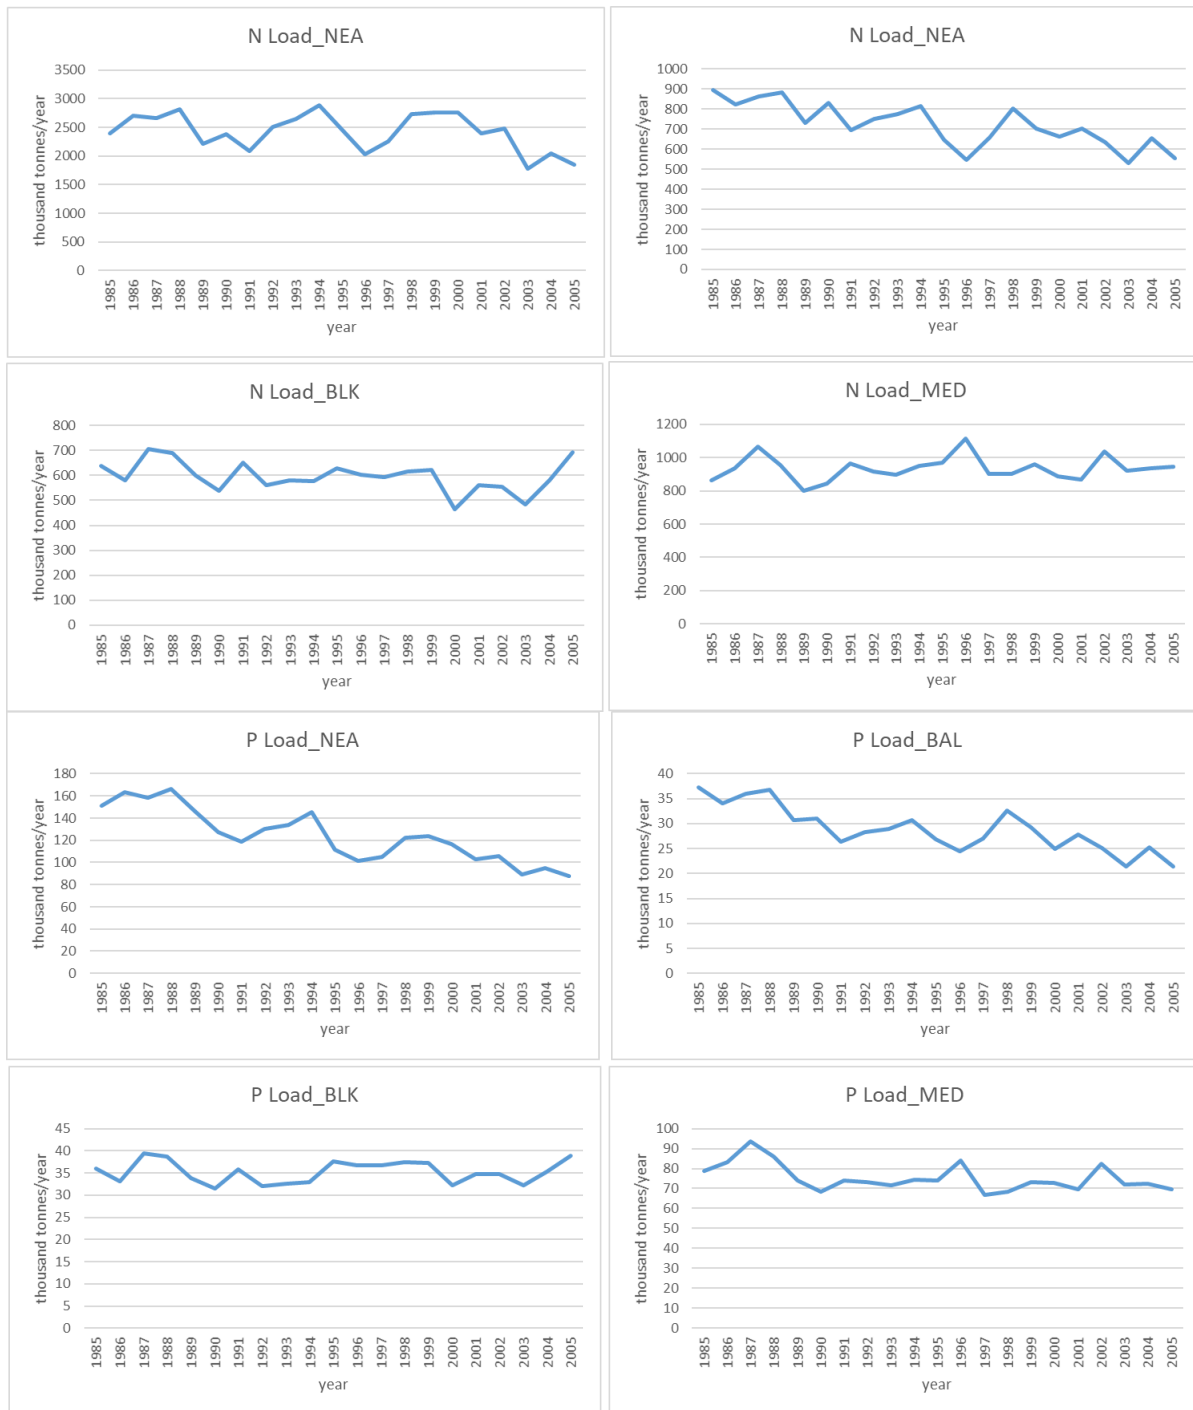 N Load_NEA
thousand tonnes/year
3500
3000
2500
2000
1500
1000
500
0
1985 1986 1987 1988 1989 1990 1991 1992 1993 1994 1995 1996 1997 1998 1999 2000 2001 2002 2003 2004 2005
year
N Load_NEA
thousand tonnes/year
1000
900
800
700
600
500
400
300
200
100
0
1985 1986 1987 1988 1989 1990 1991 1992 1993 1994 1995 1996 1997 1998 1999 2000 2001 2002 2003 2004 2005
year
N Load_BLK
thousand tonnes/year
800
700
600
500
400
300
200
100
0
1985 1986 1987 1988 1989 1990 1991 1992 1993 1994 1995 1996 1997 1998 1999 2000 2001 2002 2003 2004 2005
year
N Load_MED
thousand tonnes/year
1200
1000
800
600
400
200
0
1985 1986 1987 1988 1989 1990 1991 1992 1993 1994 1995 1996 1997 1998 1999 2000 2001 2002 2003 2004 2005
year
P Load_NEA
thousand tonnes/year
180
160
140
120
100
80
60
40
20
0
1985 1986 1987 1988 1989 1990 1991 1992 1993 1994 1995 1996 1997 1998 1999 2000 2001 2002 2003 2004 2005
year
P Load_BAL
thousand tonnes/year
40
35
30
25
20
15
10
5
0
1985 1986 1987 1988 1989 1990 1991 1992 1993 1994 1995 1996 1997 1998 1999 2000 2001 2002 2003 2004 2005
year
P Load_BLK
thousand tonnes/year
45
40
35
30
25
20
15
10
5
0
1985 1986 1987 1988 1989 1990 1991 1992 1993 1994 1995 1996 1997 1998 1999 2000 2001 2002 2003 2004 2005
year
P Load_MED
thousand tonnes/year
100
90
80
70
60
50
40
30
20
10
0
1985 1986 1987 1988 1989 1990 1991 1992 1993 1994 1995 1996 1997 1998 1999 2000 2001 2002 2003 2004 2005
year